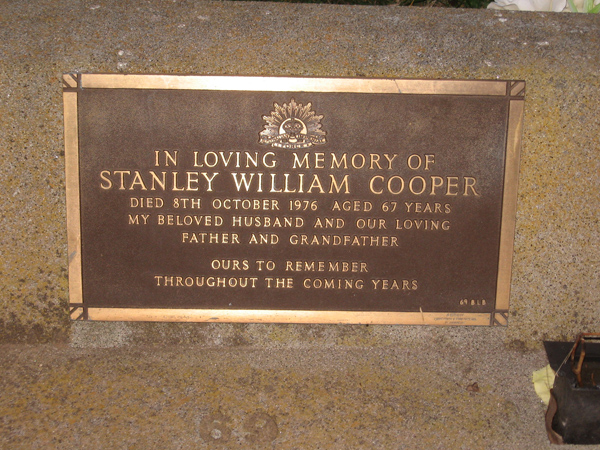 IN LOVING MEMORY OF
STANLEY WILLIAM COOPER
DIED 8TH OCTOBER 1976 AGED 67 YEARS
MY BELOVED HUSBAND AND OUR LOVING
FATHER AND GRANDFATHER
OURS TO REMEMBER
THROUGHOUT THE COMING YEARS